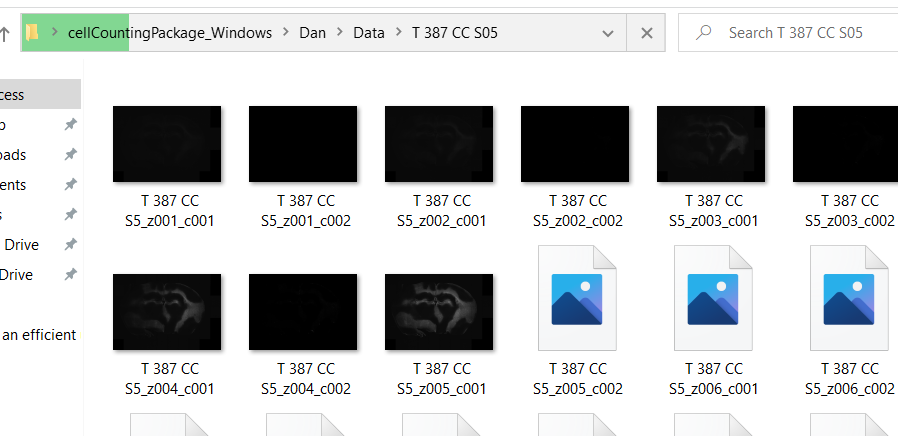 cellCountingPackage_Windows > Dan > Data > T 387 CC S05
Search T 387 CC S05
cess
p
oads
ents
s
Drive
Drive
an efficient
T 387 CC
S5_z001_c001
T 387 CC
S5_z001_c002
T 387 CC
S5_z002_c001
T 387 CC
S5_z002_c002
T 387 CC
S5_z003_c001
T 387 CC
S5_z003_c002
T 387 CC
S5_z004_c001
T 387 CC
S5_z004_c002
T 387 CC
S5_z005_c001
T 387 CC
S5_z005_c002
T 387 CC
S5_z006_c001
T 387 CC
S5_z006_c002